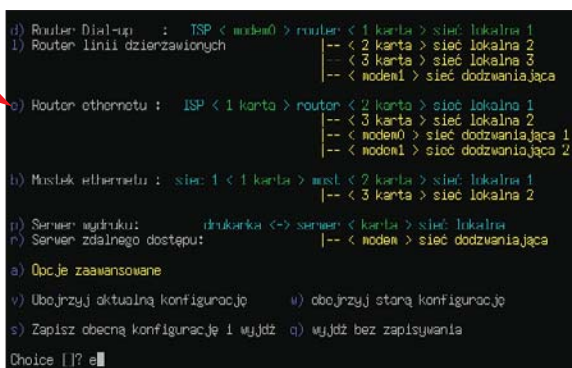 d) Router Dial-up : ISP < modem0 > router < 1 karta > sieć lokalna 1
l) Router linii dzierżawionych |-- < 2 karta > sieć lokalna 2
|-- < 3 karta > sieć lokalna 3
|-- < modem1 > sieć dodzwaniająca
e) Router ethernetu : ISP < 1 karta > router < 2 karta > sieć lokalna 1
|-- < 3 karta > sieć lokalna 2
|-- < modem0 > sieć dodzwaniająca 1
|-- < modem1 > sieć dodzwaniająca 2
b) Mostek ethernetu : sieć 1 < 1 karta > most < 2 karta > sieć lokalna 1
|-- < 3 karta > sieć lokalna 2
p) Serwer wydruku: drukarka <-> serwer < karta > sieć lokalna
r) Serwer zdalnego dostępu: |-- < modem > sieć dodzwaniająca
a) Opcje zaawansowane
v) Obejrzyj aktualną konfigurację w) obejrzyj starą konfigurację
s) Zapisz obecną konfigurację i wyjdź q) wyjdź bez zapisywania
Choice []? e